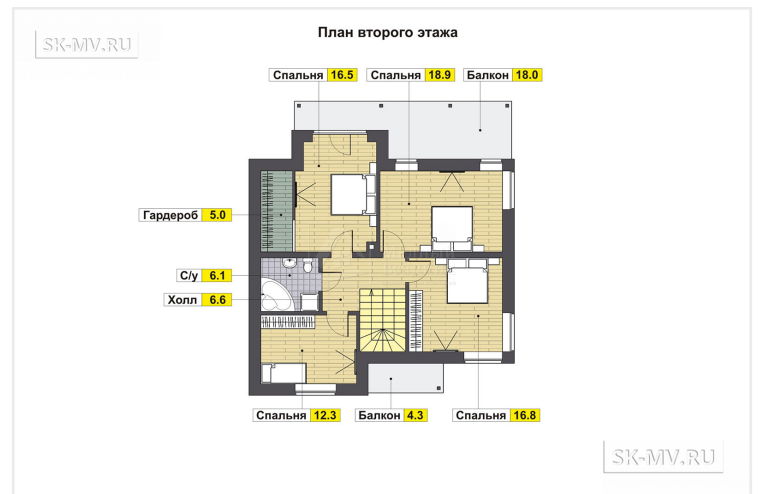 SK-MV.RU
План второго этажа
Спальня 16.5
Спальня 18.9
Балкон 18.0
Гардероб 5.0
С/у 6.1
Холл 6.6
Спальня 12.3
Балкон 4.3
Спальня 16.8
SK-MV.RU